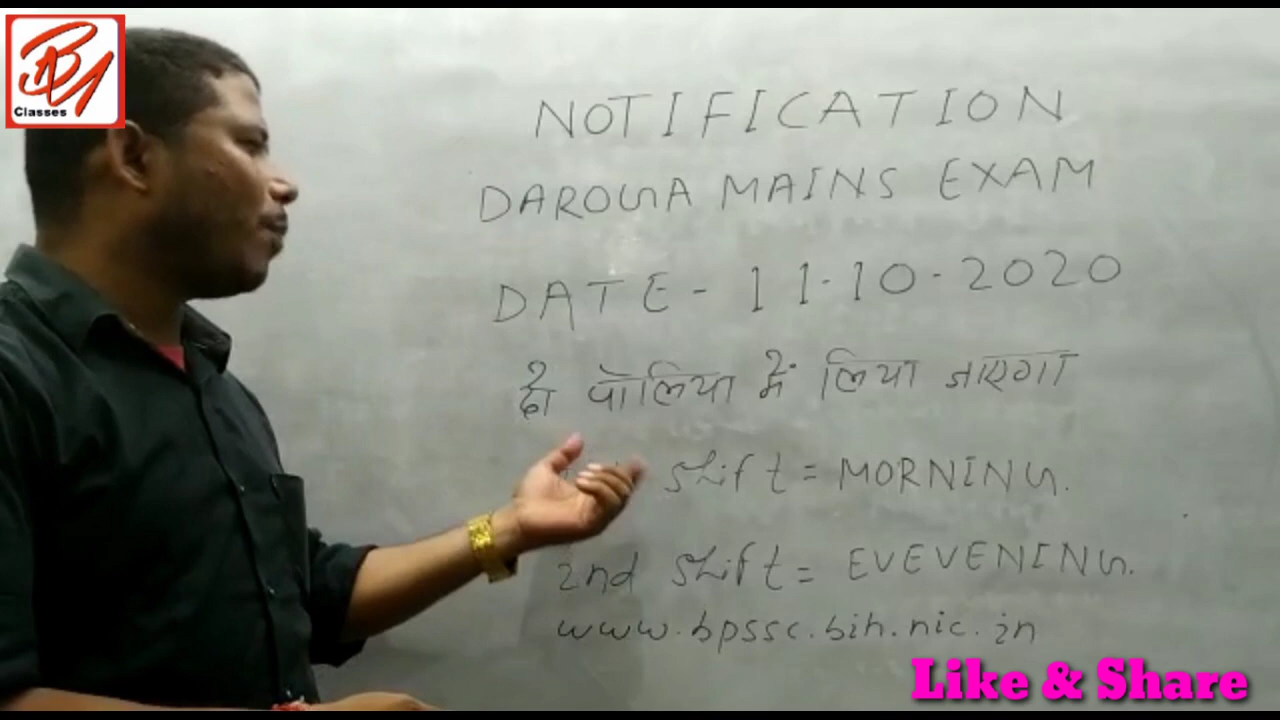 Classes
NOTIFICATION
DAROGA MAINS EXAM
DATE - 11-10-2020
दो पोलिया में लिया जाएगा
Shift = MORNING.
2nd Shift = EVEVENING.
www.bpssc.bih.nic.in
Like & Share